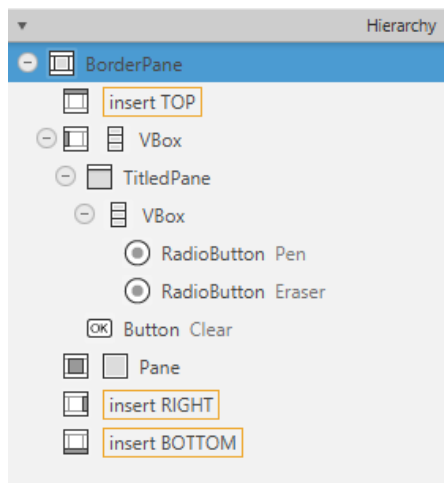 Hierarchy
BorderPane
insert TOP
VBox
TitledPane
VBox
RadioButton Pen
RadioButton Eraser
OK Button Clear
Pane
insert RIGHT
insert BOTTOM